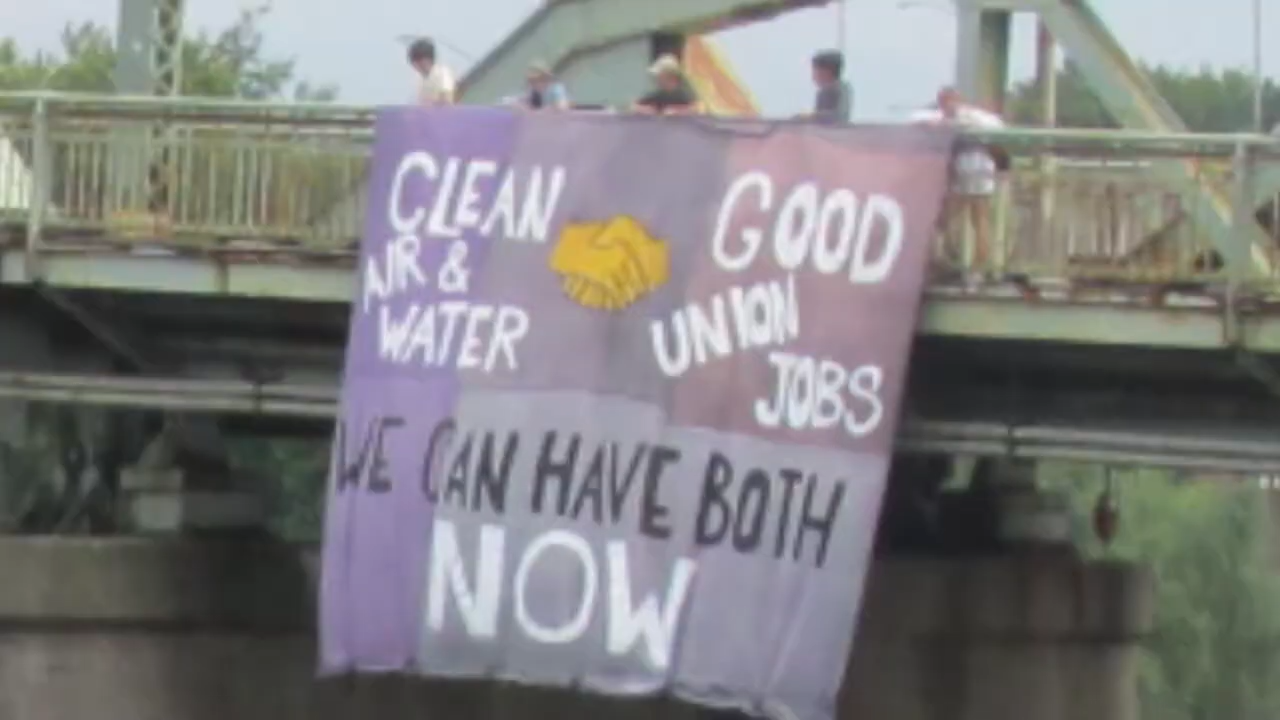 CLEAN
AIR &
WATER
GOOD
UNION
JOBS
WE CAN HAVE BOTH
NOW